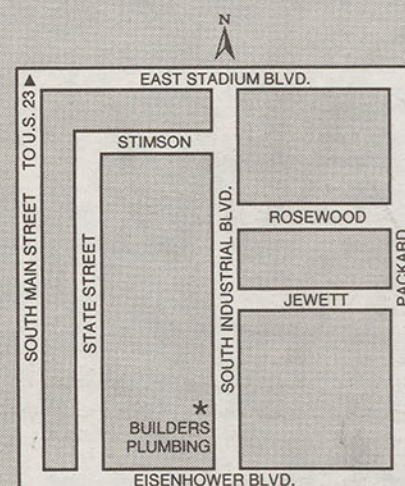 N
EAST STADIUM BLVD.
TO U.S. 23
STIMSON
SOUTH MAIN STREET
STATE STREET
SOUTH INDUSTRIAL BLVD.
ROSEWOOD
PACKARD
JEWETT
*
BUILDERS
PLUMBING
EISENHOWER BLVD.